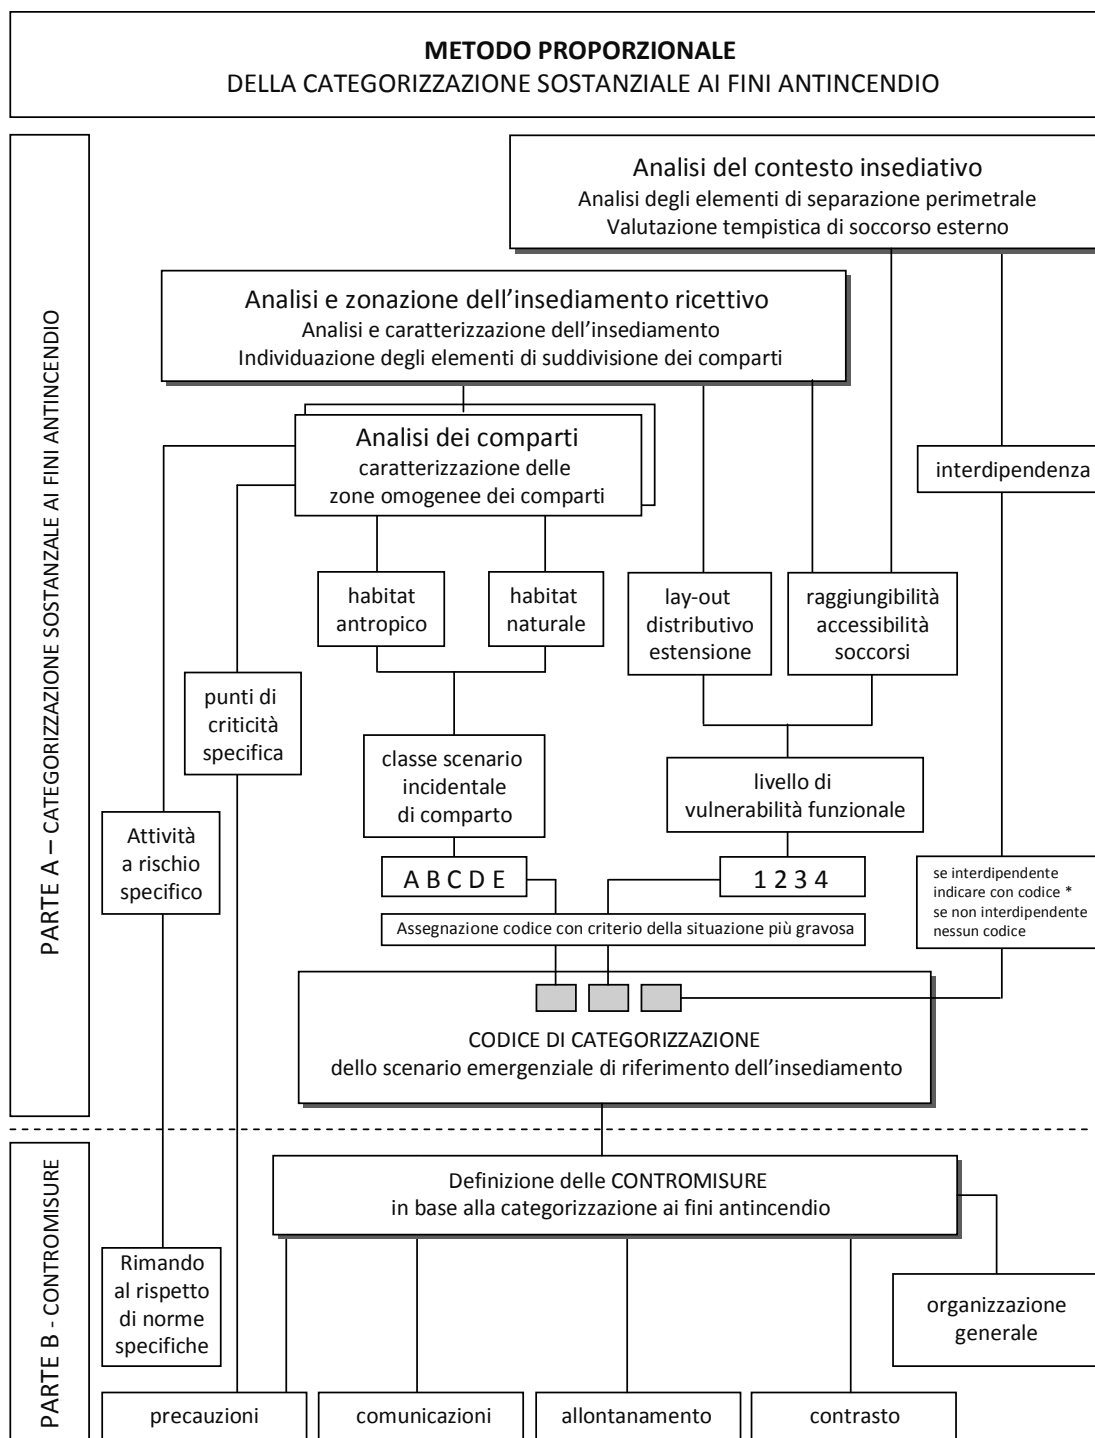 METODO PROPORZIONALE
DELLA CATEGORIZZAZIONE SOSTANZIALE AI FINI ANTINCENDIO
PARTE A – CATEGORIZZAZIONE SOSTANZALE AI FINI ANTINCENDIO
Analisi del contesto insediativo
Analisi degli elementi di separazione perimetrale
Valutazione tempistica di soccorso esterno
Analisi e zonazione dell'insediamento ricettivo
Analisi e caratterizzazione dell'insediamento
Individuazione degli elementi di suddivisione dei comparti
Analisi dei comparti
caratterizzazione delle
zone omogenee dei comparti
interdipendenza
habitat
antropico
habitat
naturale
lay-out
distributivo
estensione
raggiungibilità
accessibilità
soccorsi
punti di
criticità
specifica
classe scenario
incidentale
di comparto
livello di
vulnerabilità funzionale
Attività
a rischio
specifico
A B C D E
1 2 3 4
se interdipendente
indicare con codice *
se non interdipendente
nessun codice
Assegnazione codice con criterio della situazione più gravosa
CODICE DI CATEGORIZZAZIONE
dello scenario emergenziale di riferimento dell'insediamento
PARTE B - CONTROMISURE
Definizione delle CONTROMISURE
in base alla categorizzazione ai fini antincendio
Rimando
al rispetto
di norme
specifiche
organizzazione
generale
precauzioni
comunicazioni
allontanamento
contrasto